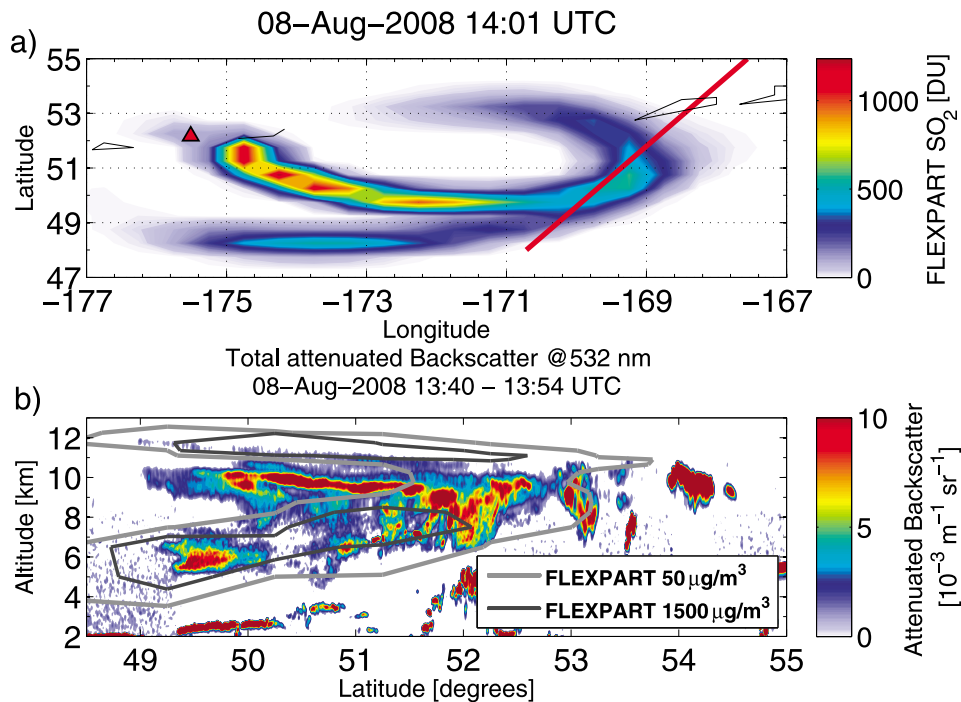 08–Aug–2008 14:01 UTC
a)
55
53
51
49
47
Latitude
−177
−175
−173
−171
−169
−167
Longitude
1000
500
0
FLEXPART SO₂ [DU]
Total attenuated Backscatter @532 nm
08–Aug–2008 13:40 – 13:54 UTC
b)
12
10
8
6
4
2
Altitude [km]
FLEXPART 50 μg/m³
FLEXPART 1500 μg/m³
49
50
51
52
53
54
55
Latitude [degrees]
10
5
0
Attenuated Backscatter
[10⁻³ m⁻¹ sr⁻¹]